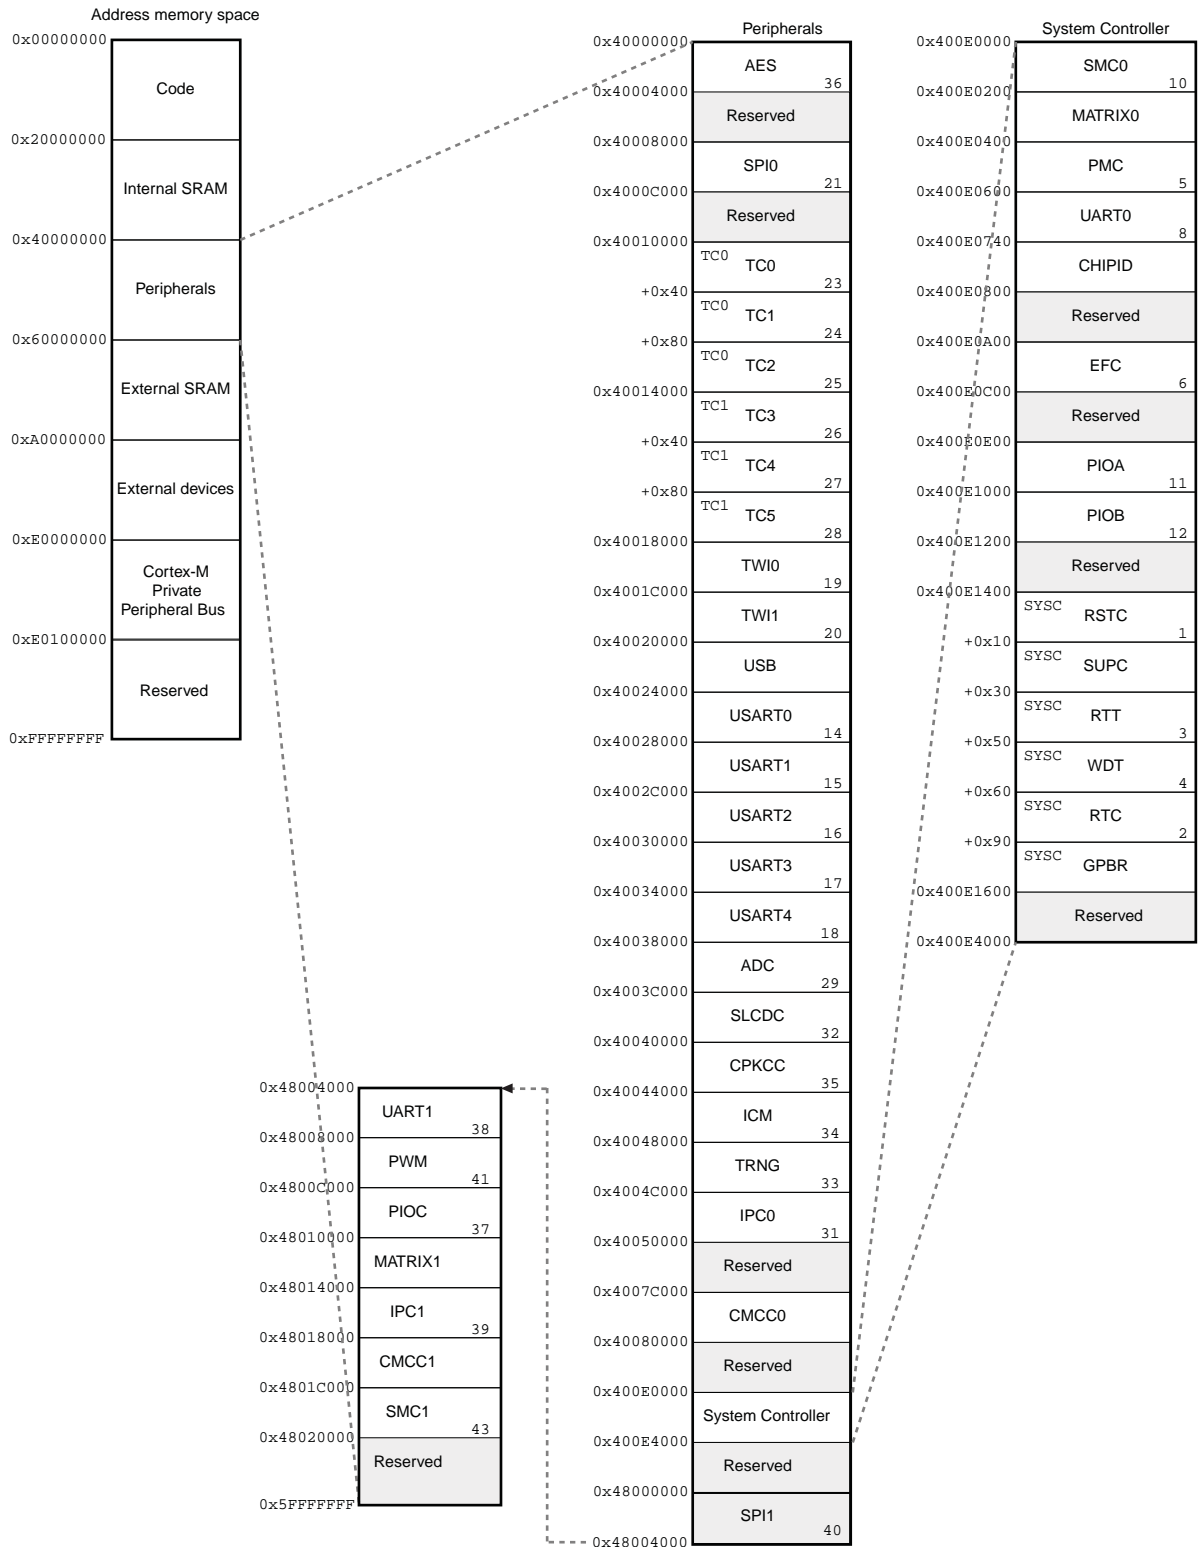 Address memory space
0x00000000
Code
0x20000000
Internal SRAM
0x40000000
Peripherals
0x60000000
External SRAM
0xA0000000
External devices
0xE0000000
Cortex-M
Private
Peripheral Bus
0xE0100000
Reserved
0xFFFFFFFF
Peripherals
0x40000000
AES
36
0x40004000
Reserved
0x40008000
SPI0
21
0x4000C000
Reserved
0x40010000
TC0
TC0
23
+0x40
TC0
TC1
24
+0x80
TC0
TC2
25
0x40014000
TC1
TC3
26
+0x40
TC1
TC4
27
+0x80
TC1
TC5
28
0x40018000
TWI0
19
0x4001C000
TWI1
20
0x40020000
USB
0x40024000
USART0
14
0x40028000
USART1
15
0x4002C000
USART2
16
0x40030000
USART3
17
0x40034000
USART4
18
0x40038000
ADC
29
0x4003C000
SLCDC
32
0x40040000
CPKCC
35
0x40044000
ICM
34
0x40048000
TRNG
33
0x4004C000
IPC0
31
0x40050000
Reserved
0x4007C000
CMCC0
0x40080000
Reserved
0x400E0000
System Controller
0x400E4000
Reserved
0x48000000
SPI1
40
0x48004000
0x48004000
UART1
38
0x48008000
PWM
41
0x4800C000
PIOC
37
0x48010000
MATRIX1
0x48014000
IPC1
39
0x48018000
CMCC1
0x4801C000
SMC1
43
0x48020000
Reserved
0x5FFFFFFF
System Controller
0x400E0000
SMC0
10
0x400E0200
MATRIX0
0x400E0400
PMC
5
0x400E0600
UART0
8
0x400E0740
CHIPID
0x400E0800
Reserved
0x400E0A00
EFC
6
0x400E0C00
Reserved
0x400E0E00
PIOA
11
0x400E1000
PIOB
12
0x400E1200
Reserved
0x400E1400
SYSC
RSTC
1
+0x10
SYSC
SUPC
+0x30
SYSC
RTT
3
+0x50
SYSC
WDT
4
+0x60
SYSC
RTC
2
+0x90
SYSC
GPBR
0x400E1600
Reserved
0x400E4000